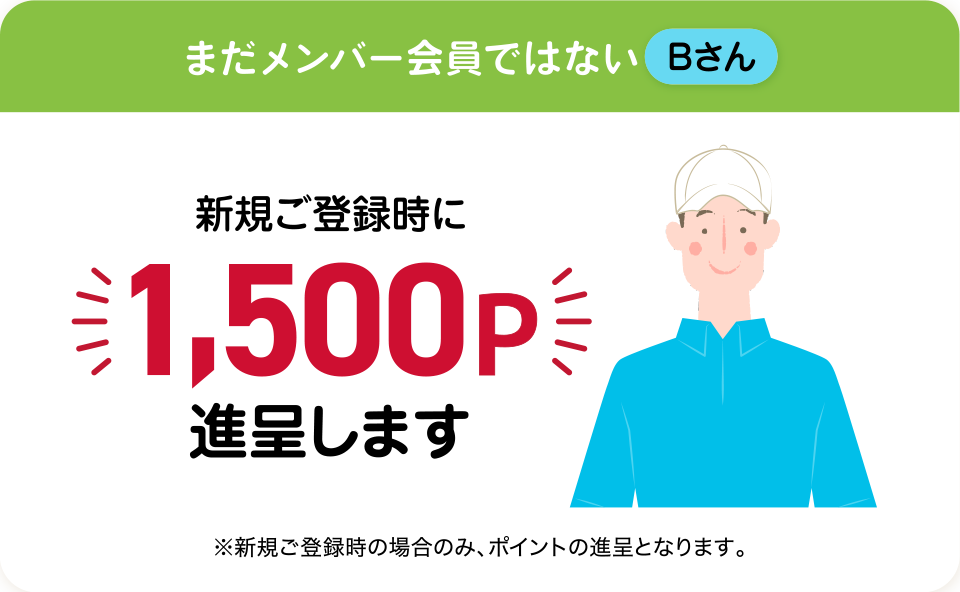 まだメンバー会員ではない Bさん
新規ご登録時に
1,500P
進呈します
※新規ご登録時の場合のみ、ポイントの進呈となります。